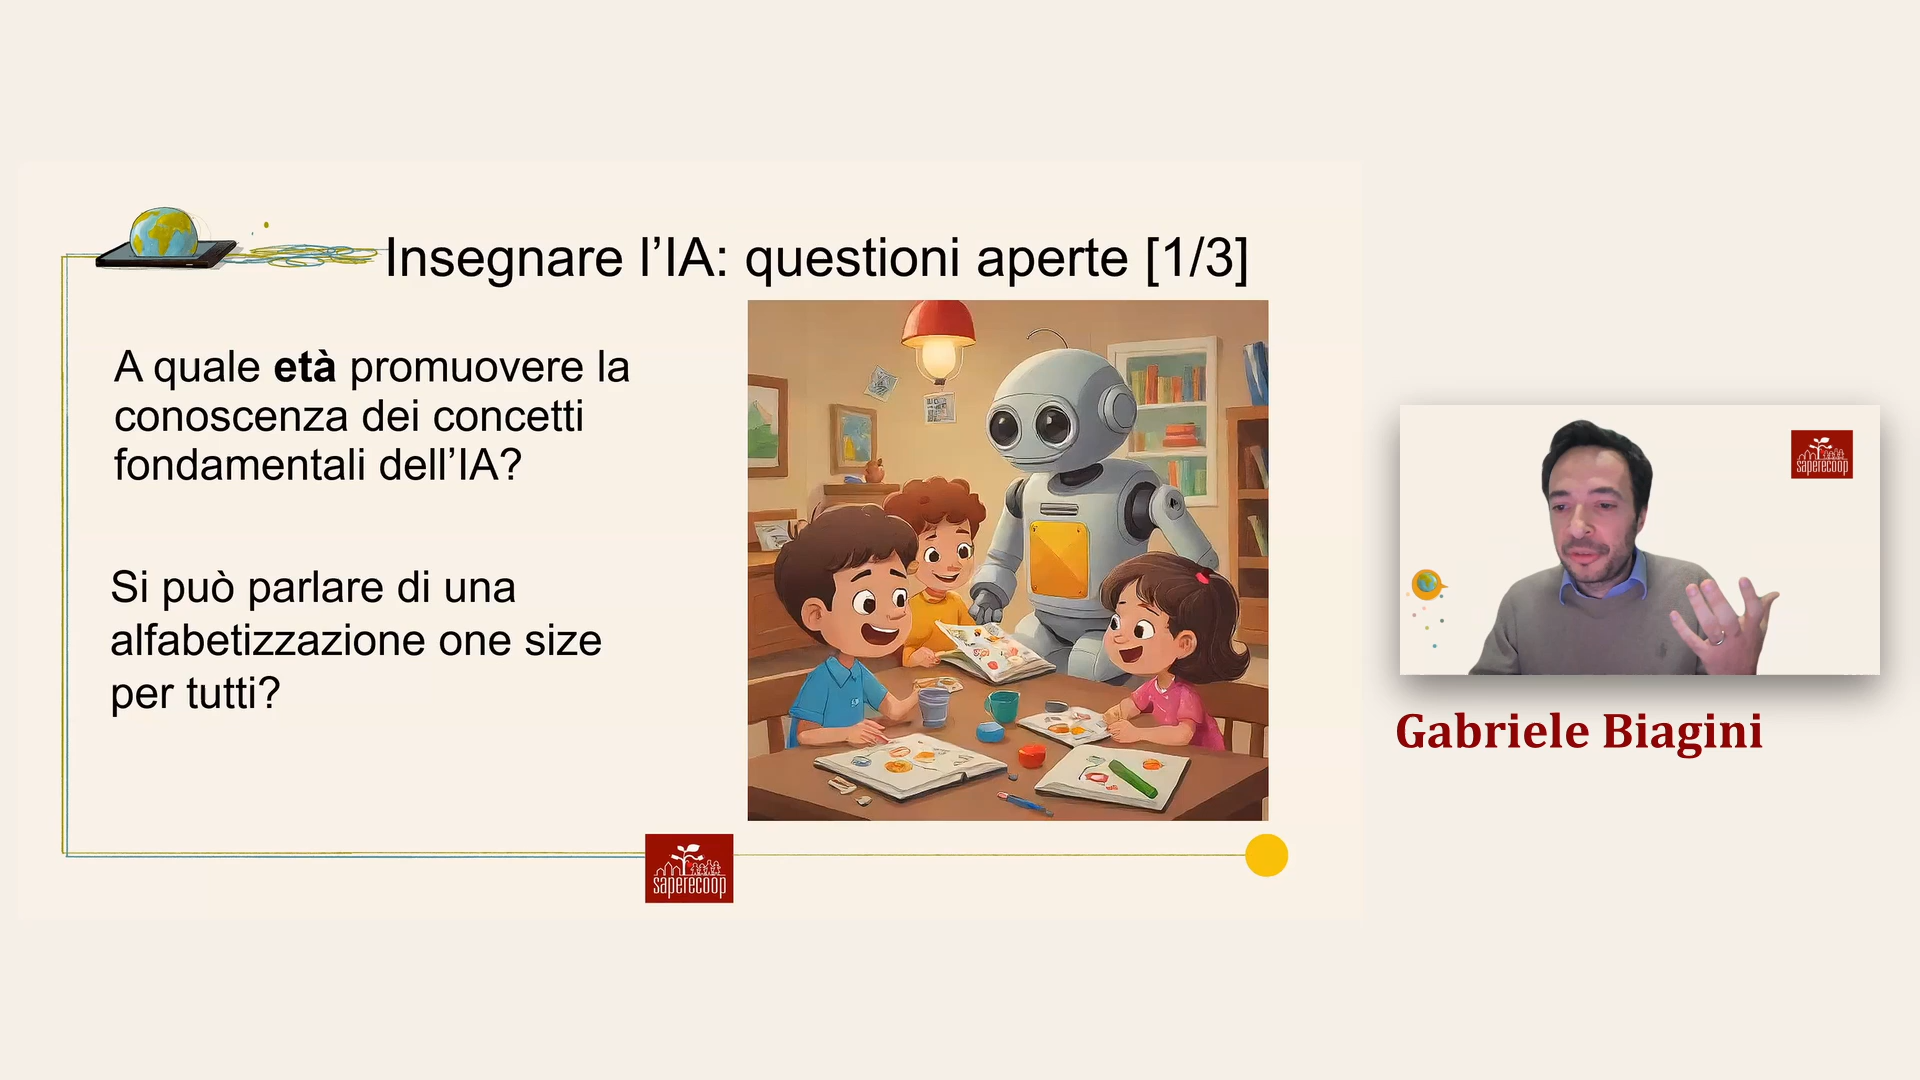 Insegnare l’IA: questioni aperte [1/3]
A quale età promuovere la
conoscenza dei concetti
fondamentali dell’IA?
Si può parlare di una
alfabetizzazione one size
per tutti?
saperecoop
saperecoop
Gabriele Biagini